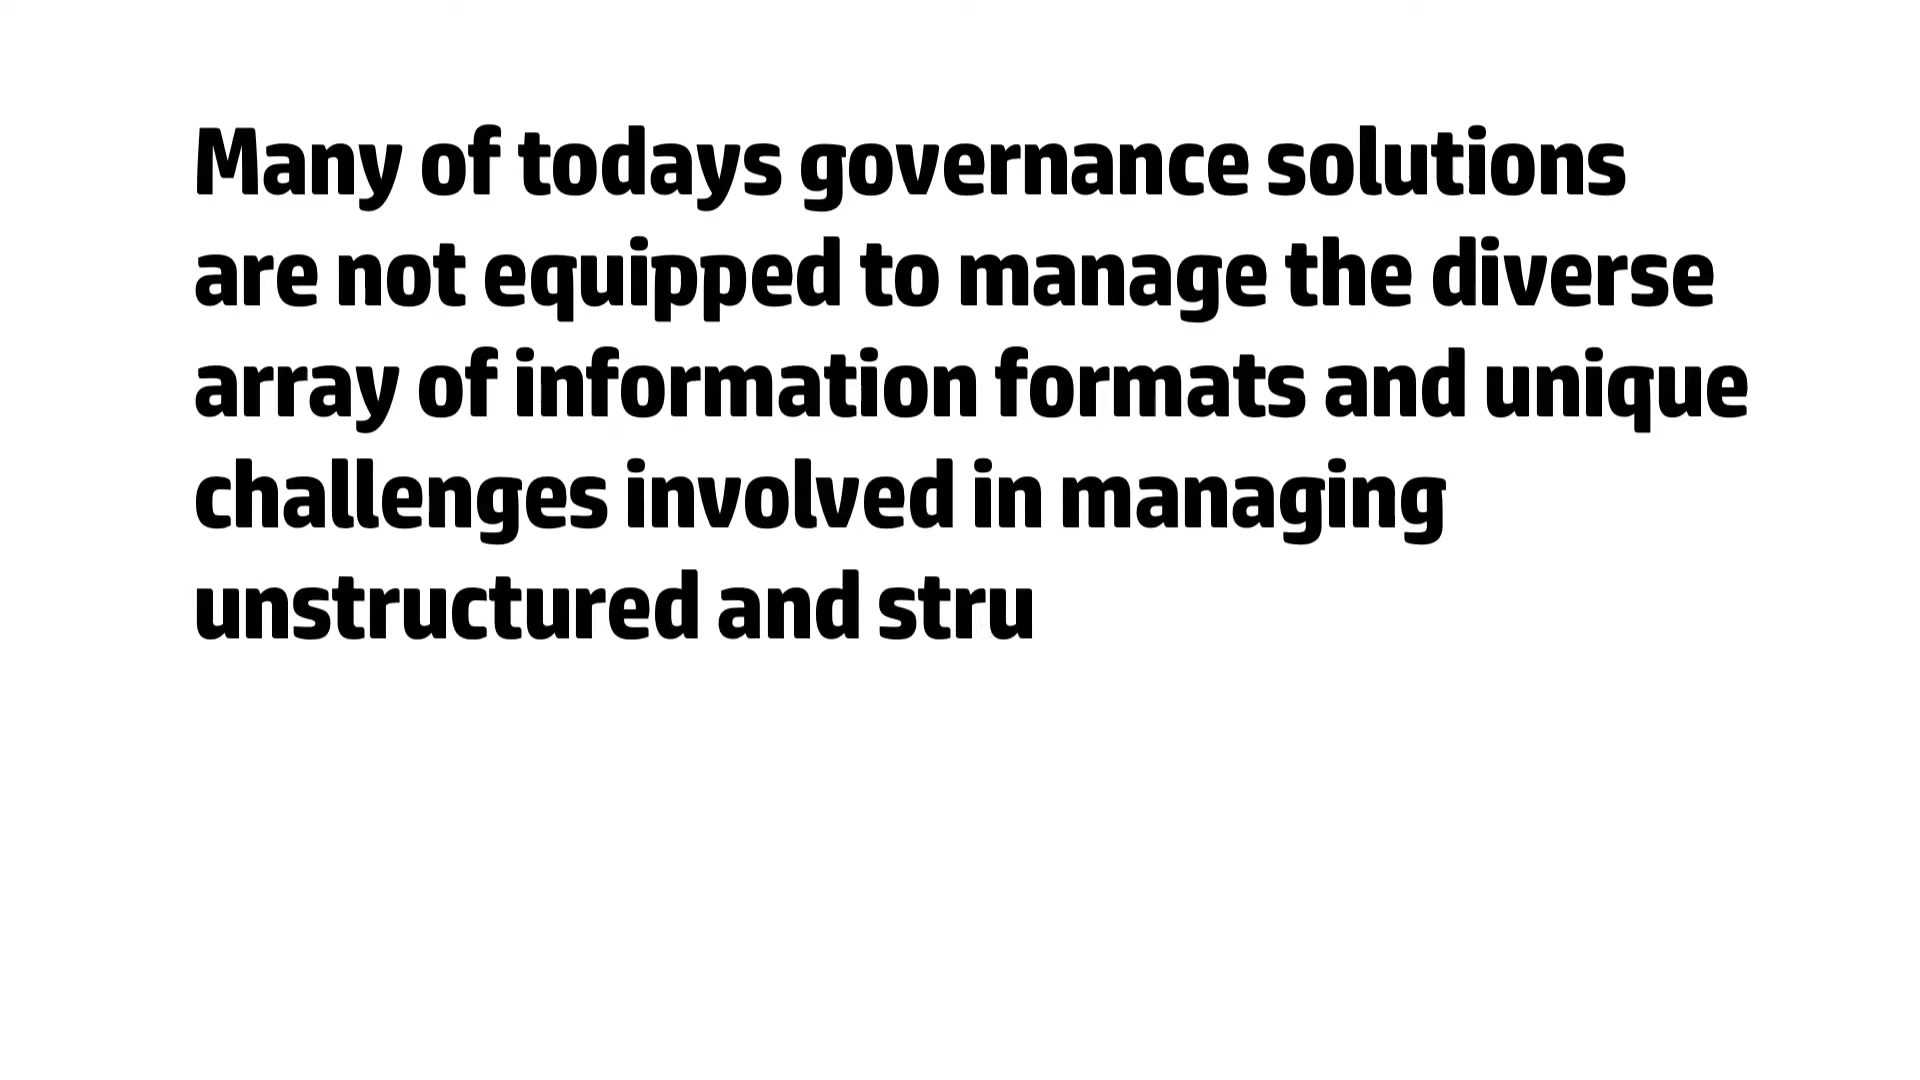 Many of todays governance solutions
are not equipped to manage the diverse
array of information formats and unique
challenges involved in managing
unstructured and stru